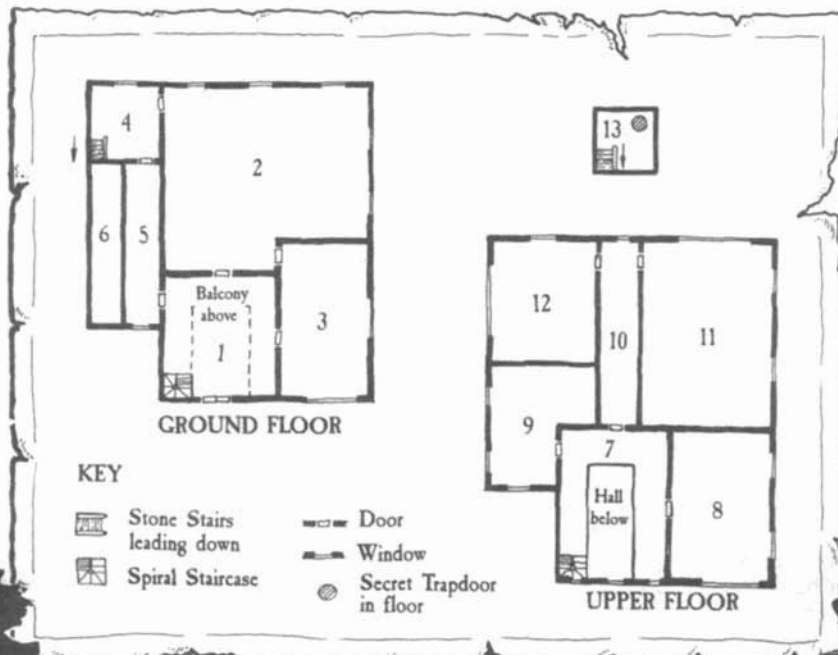 4
2
6
5
Balcony
above
1
3
GROUND FLOOR
13
12
10
11
9
7
Hall
below
8
UPPER FLOOR
KEY
Stone Stairs
leading down
Spiral Staircase
Door
Window
Secret Trapdoor
in floor